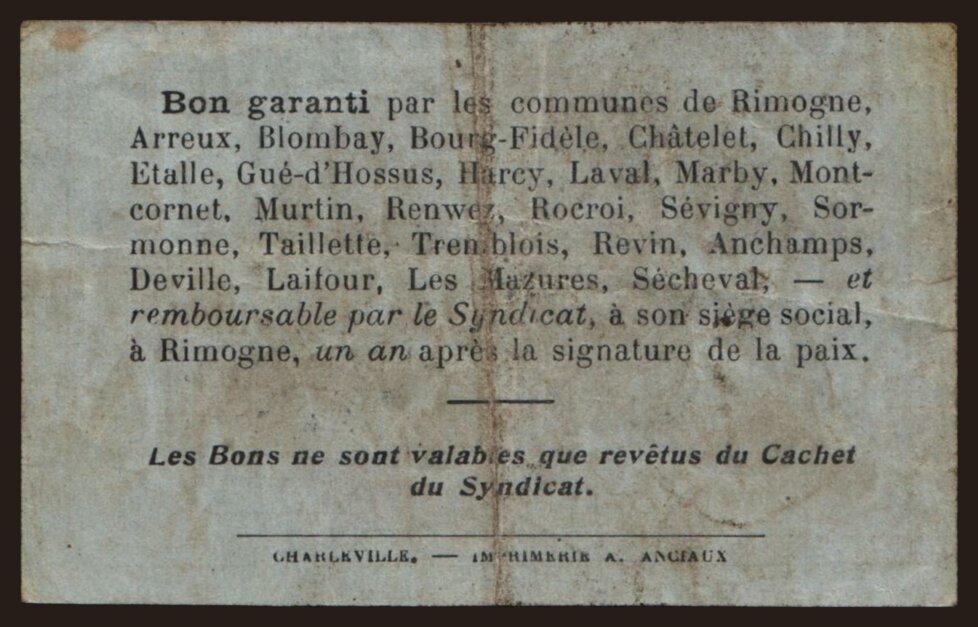 Bon garanti par les communes de Rimogne,
Arreux, Blombay, Bourg-Fidèle, Châtelet, Chilly,
Etalle, Gué-d'Hossus, Harcy, Laval, Marby, Mont-
cornet, Murtin, Renwez, Rocroi, Sévigny, Sor-
monne, Taillette, Tremblois, Revin, Anchamps,
Deville, Laifour, Les Mazures, Sécheval, — et
remboursable par le Syndicat, à son siège social,
à Rimogne, un an après la signature de la paix.
Les Bons ne sont valables que revêtus du Cachet
du Syndicat.
CHARLEVILLE. — IMPRIMERIE A. ANCIAUX